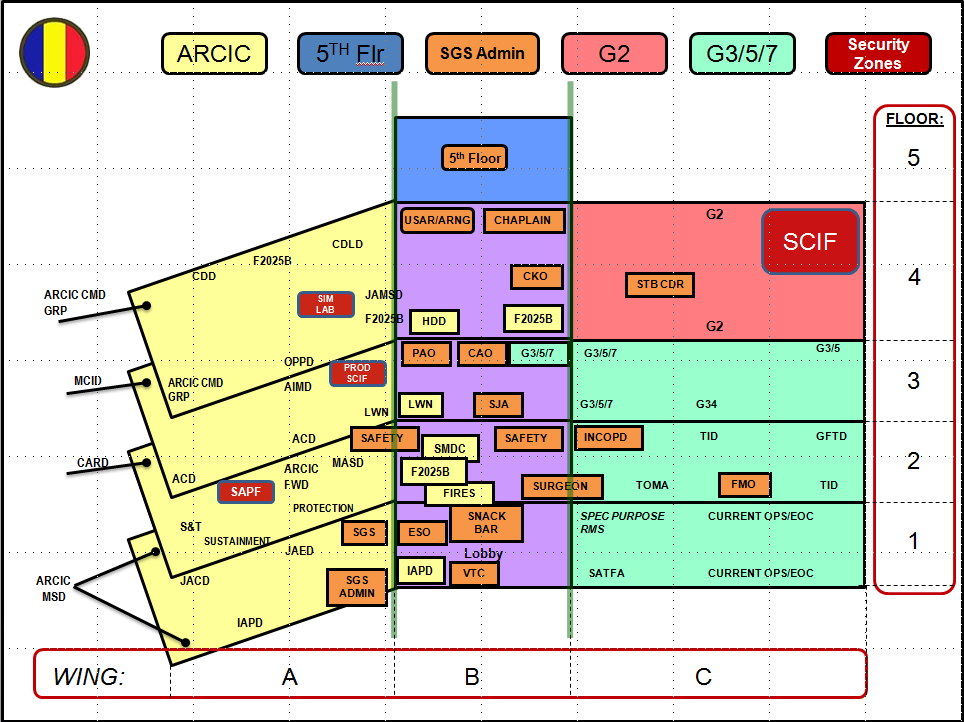 ARCIC
5TH Flr
SGS Admin
G2
G3/5/7
Security
Zones
FLOOR:
5
5th Floor
USAR/ARNG
CHAPLAIN
G2
SCIF
CDLD
F2025B
CDD
CKO
STB CDR
4
ARCIC CMD
GRP
SIM
LAB
JAMSD
F2025B
HDD
F2025B
G2
PAO
CAO
G3/5/7
G3/5/7
G3/5
OPPD
PROD
SCIF
MCID
ARCIC CMD
GRP
AIMD
3
LWN
LWN
SJA
G3/5/7
G34
ACD
SAFETY
SMDC
SAFETY
INCOPD
TID
GFTD
CARD
ARCIC
FWD
MASD
F2025B
2
ACD
SAPF
FIRES
SURGEON
TOMA
FMO
TID
PROTECTION
S&T
SUSTAINMENT
JAED
SGS
ESO
SNACK
BAR
SPEC PURPOSE
RMS
CURRENT OPS/EOC
1
Lobby
ARCIC
MSD
JACD
SGS
ADMIN
IAPD
VTC
SATFA
CURRENT OPS/EOC
IAPD
WING:
A
B
C